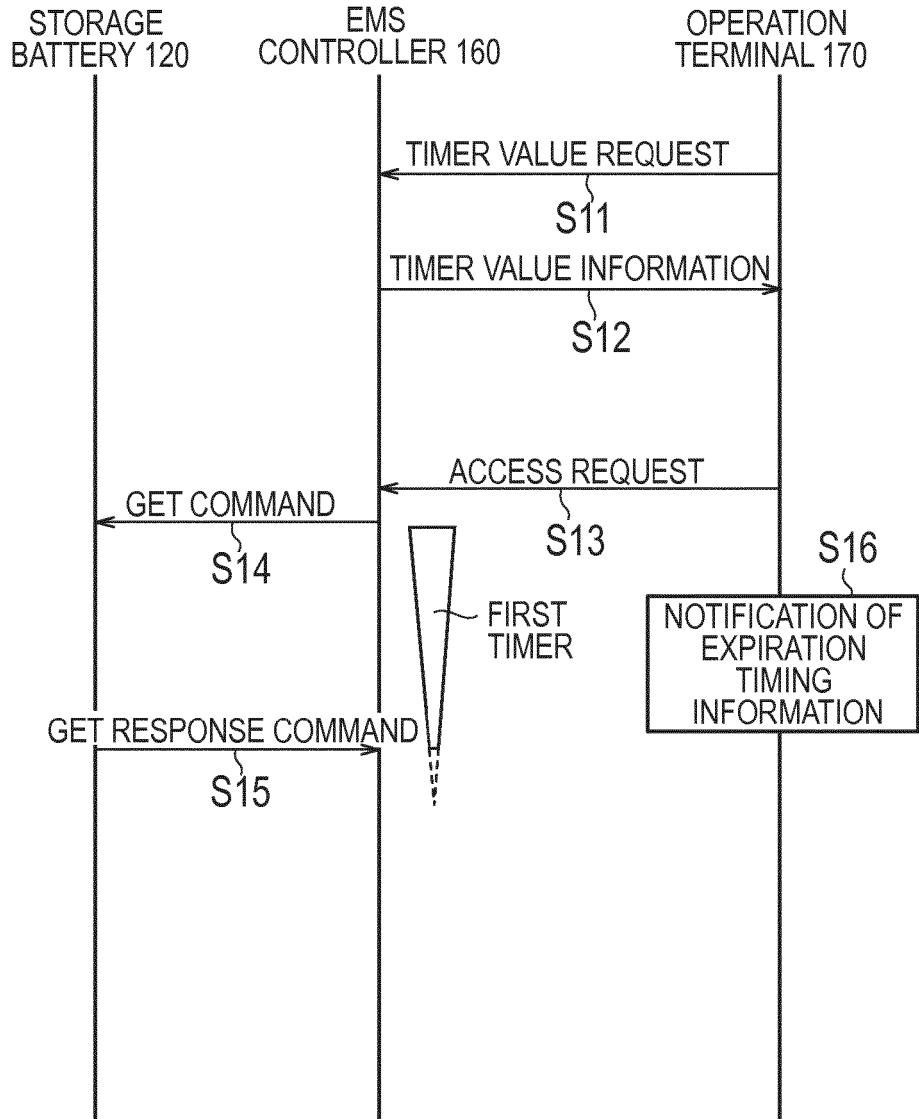 STORAGE
BATTERY 120
EMS
CONTROLLER 160
OPERATION
TERMINAL 170
TIMER VALUE REQUEST
S11
TIMER VALUE INFORMATION
S12
ACCESS REQUEST
S13
GET COMMAND
S14
FIRST
TIMER
S16
NOTIFICATION OF
EXPIRATION
TIMING
INFORMATION
GET RESPONSE COMMAND
S15